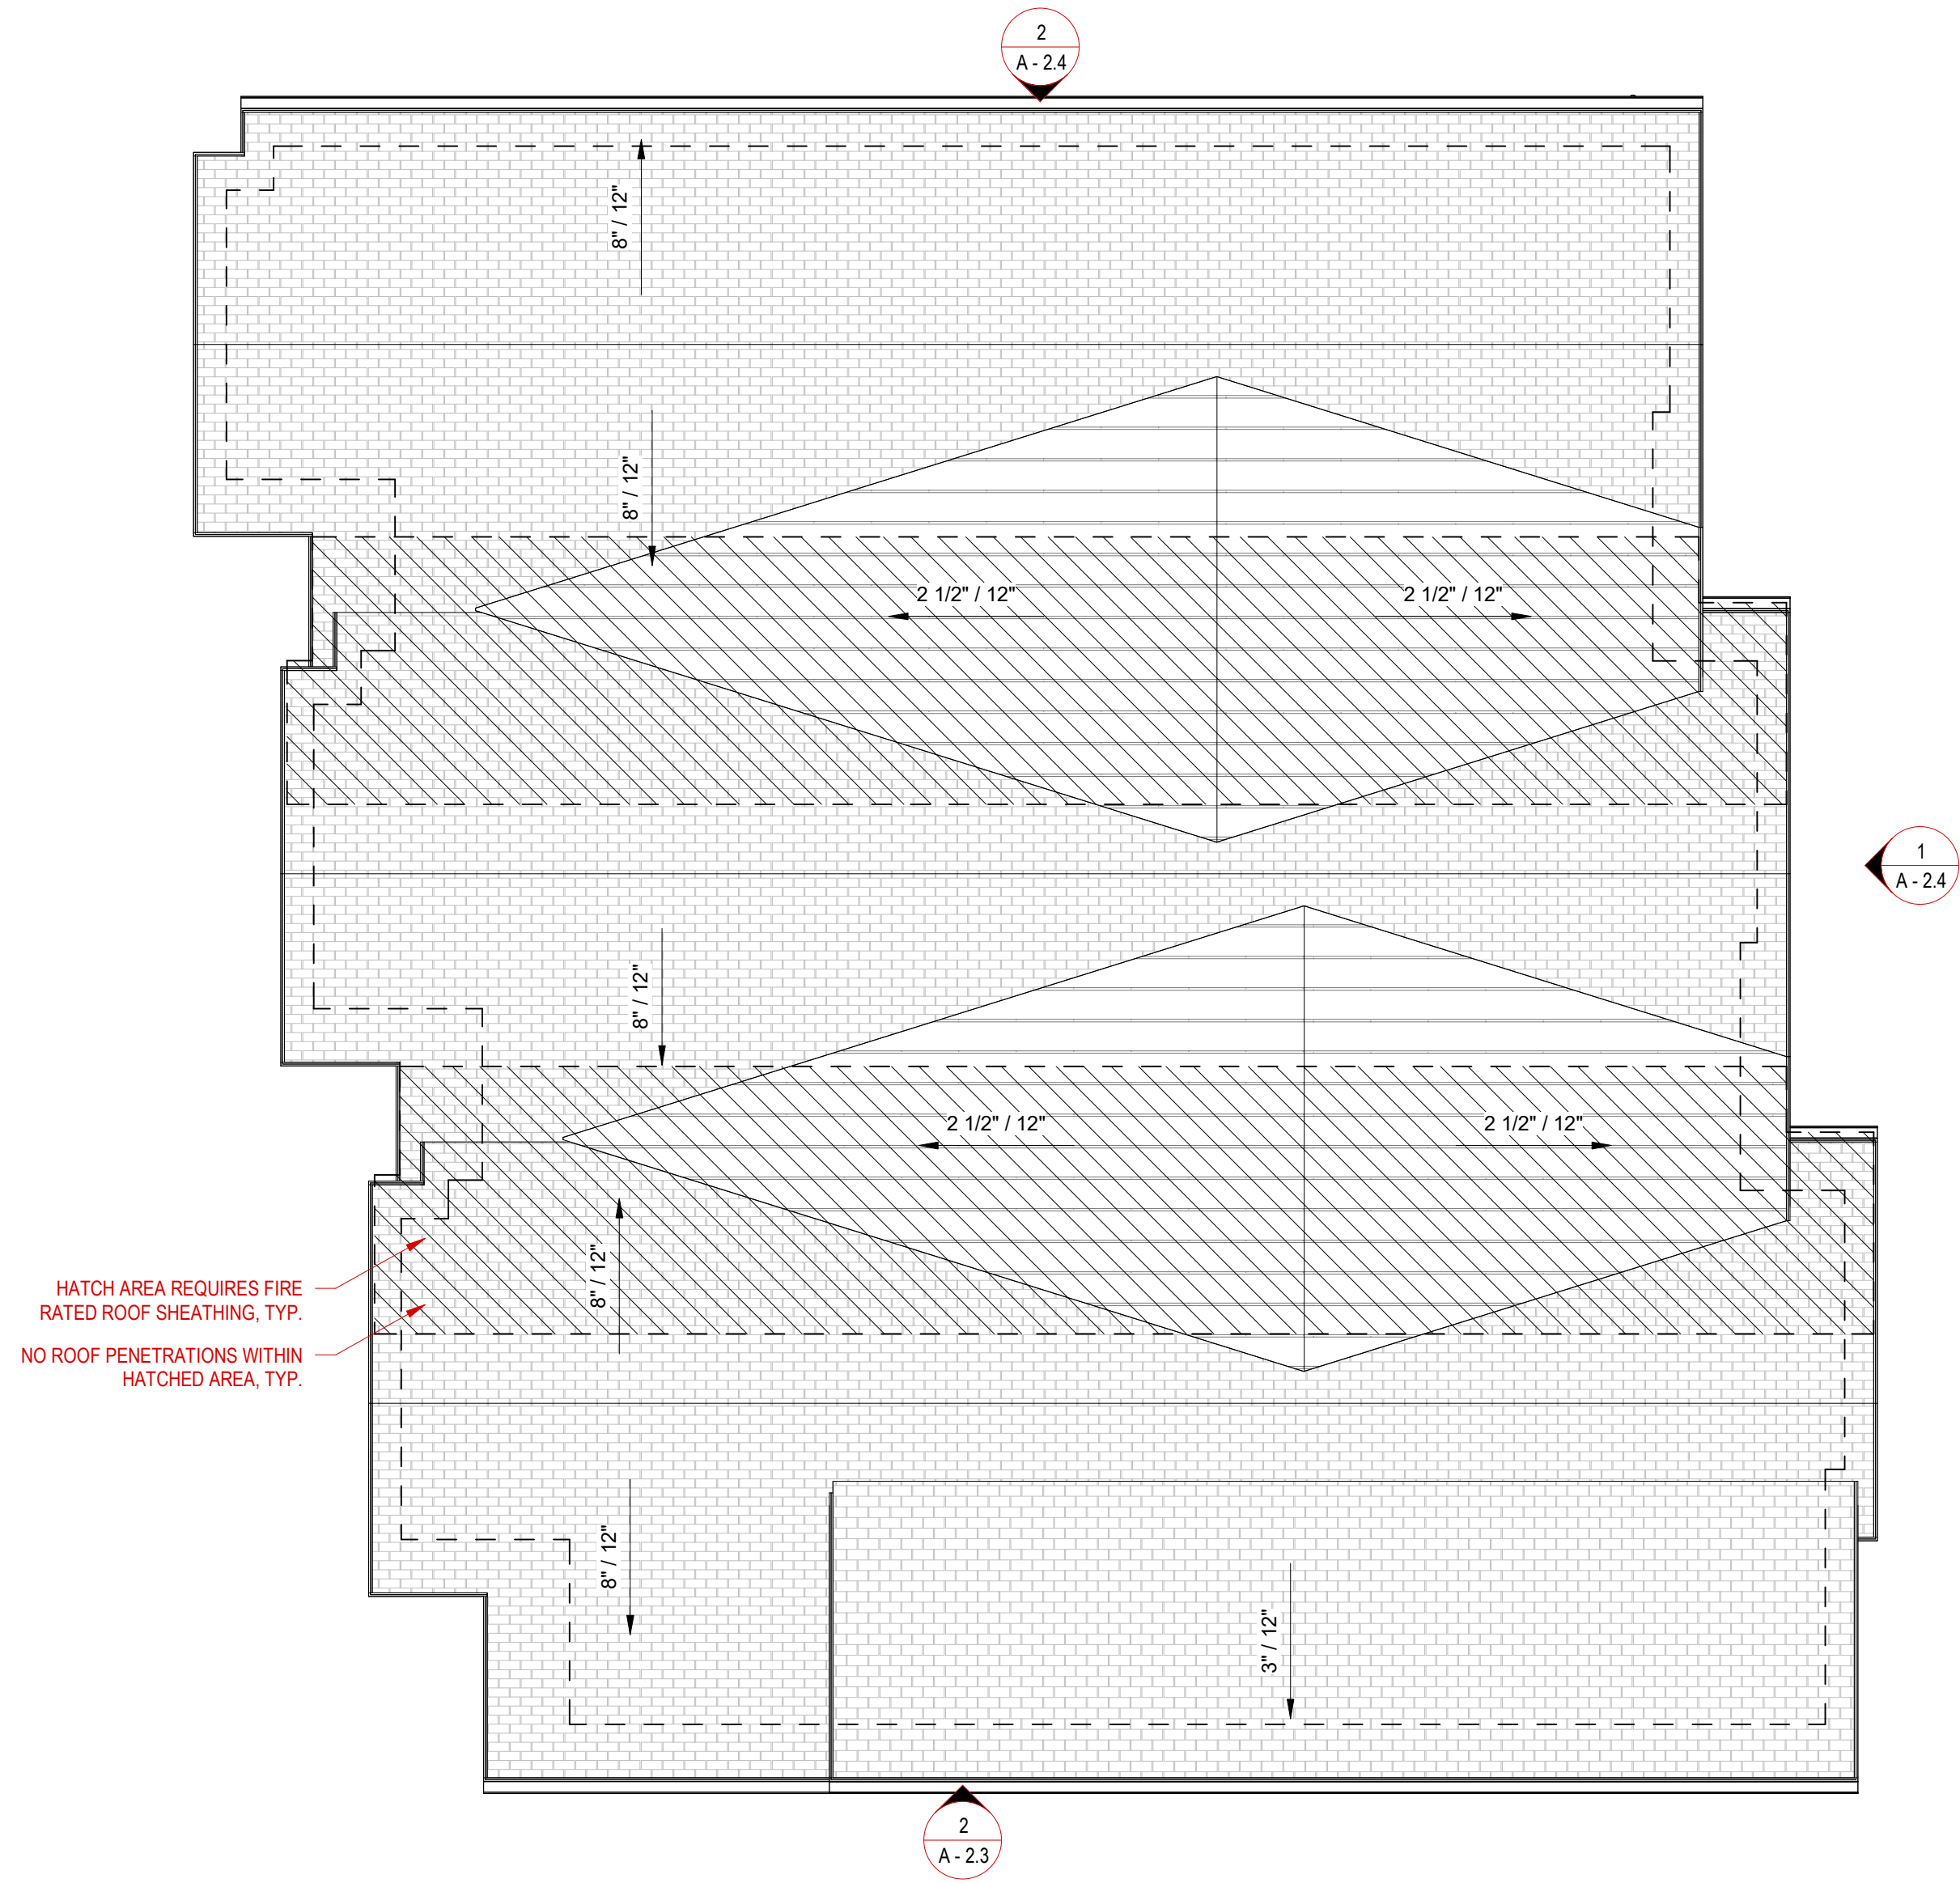 2
A - 2.4
8" / 12"
8" / 12"
2 1/2" / 12"
2 1/2" / 12"
1
A - 2.4
8" / 12"
2 1/2" / 12"
2 1/2" / 12"
8" / 12"
HATCH AREA REQUIRES FIRE
RATED ROOF SHEATHING, TYP.
NO ROOF PENETRATIONS WITHIN
HATCHED AREA, TYP.
8" / 12"
3" / 12"
2
A - 2.3